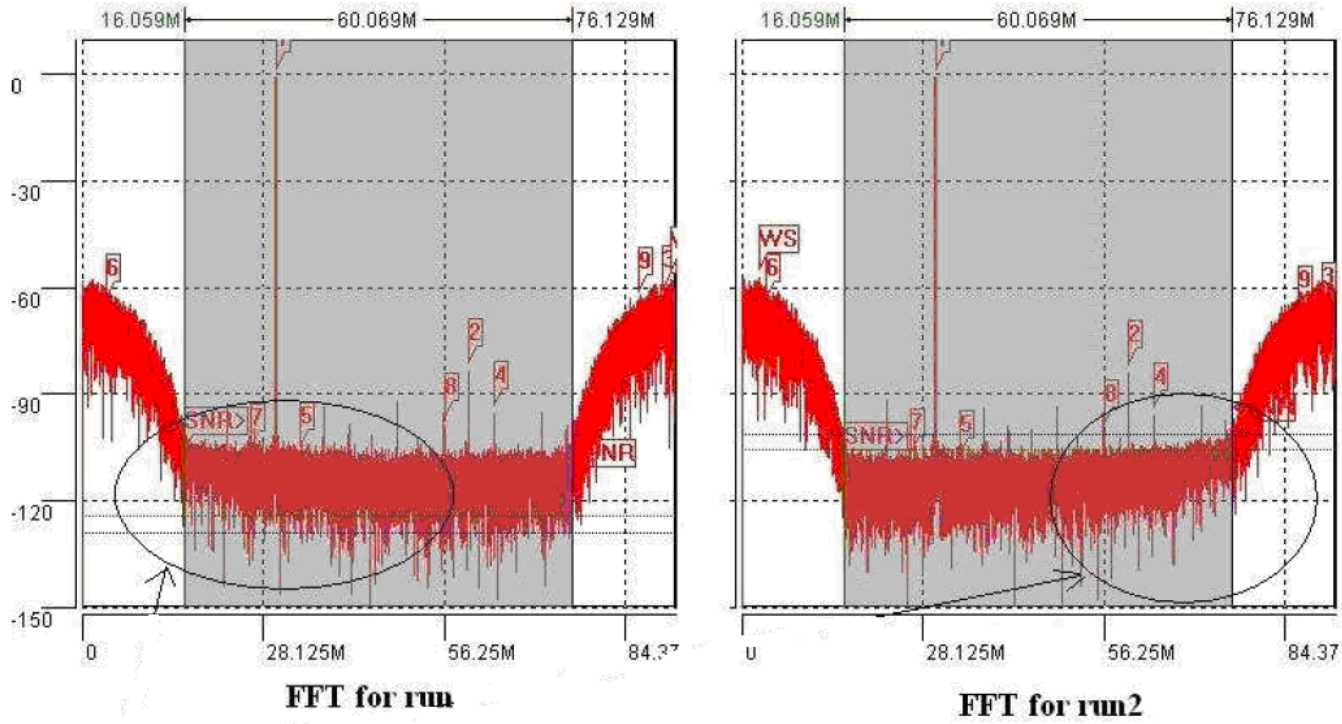 16.059M 60.069M 76.129M
16.059M 60.069M 76.129M
0
-30
-60
-90
-120
-150
6
SNR> 7 5
8 2 4
9 3
NR
0 28.125M 56.25M 84.37
FFT for run
WS
6
SNR> 7 5
8 2 4
9 3
28.125M 56.25M 84.37
FFT for run2